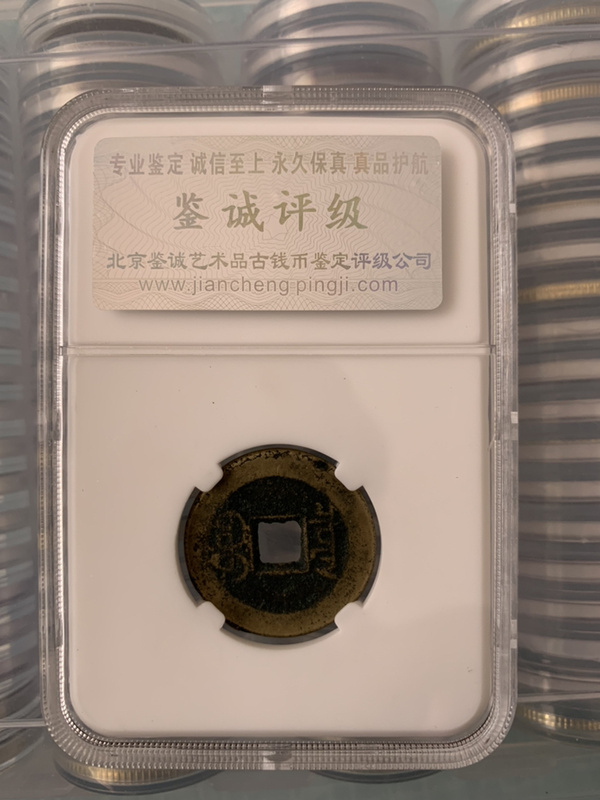 专业鉴定 诚信至上 永久保真 真品护航
鉴诚评级
北京鉴诚艺术品古钱币鉴定评级公司
www.jianchengpingji.com